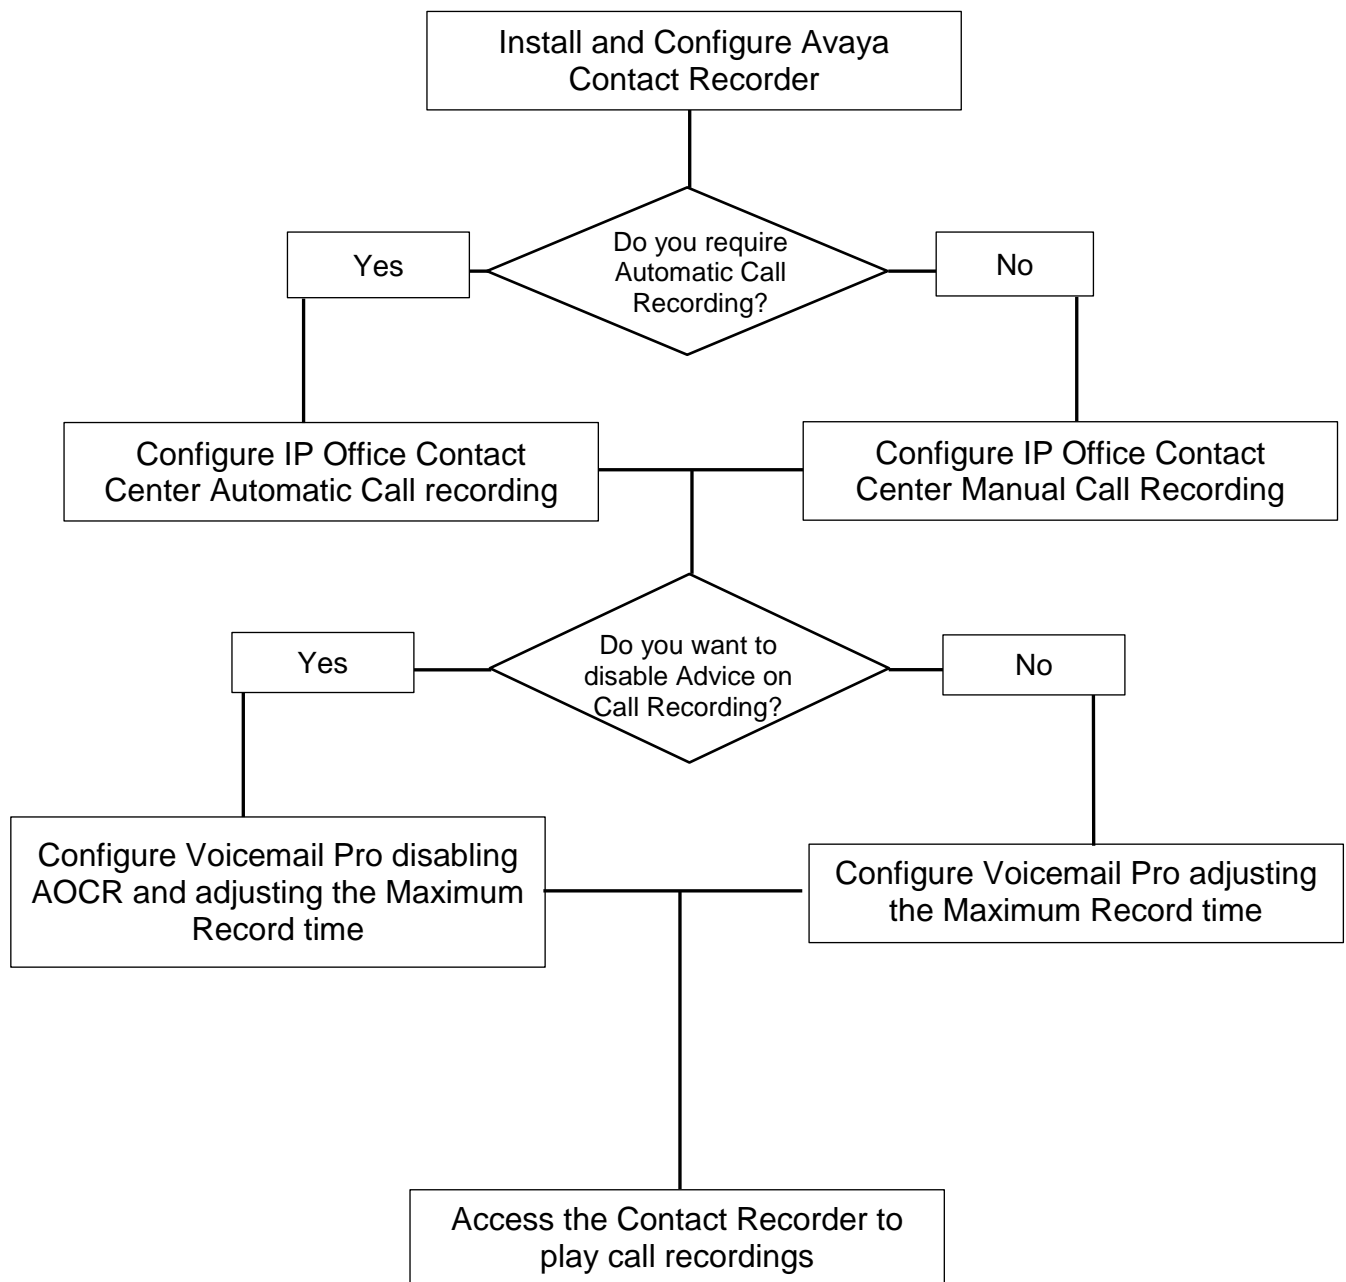 Install and Configure Avaya
Contact Recorder
Do you require
Automatic Call
Recording?
Yes
No
Configure IP Office Contact
Center Automatic Call recording
Configure IP Office Contact
Center Manual Call Recording
Do you want to
disable Advice on
Call Recording?
Yes
No
Configure Voicemail Pro disabling
AOCR and adjusting the Maximum
Record time
Configure Voicemail Pro adjusting
the Maximum Record time
Access the Contact Recorder to
play call recordings